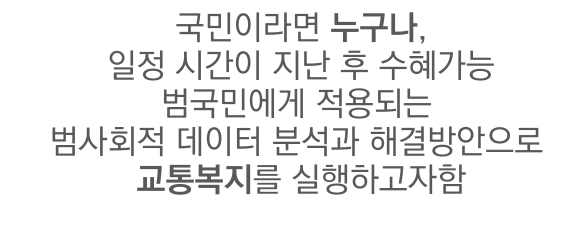 국민이라면 누구나,
일정 시간이 지난 후 수혜가능
범국민에게 적용되는
범사회적 데이터 분석과 해결방안으로
교통복지를 실행하고자함